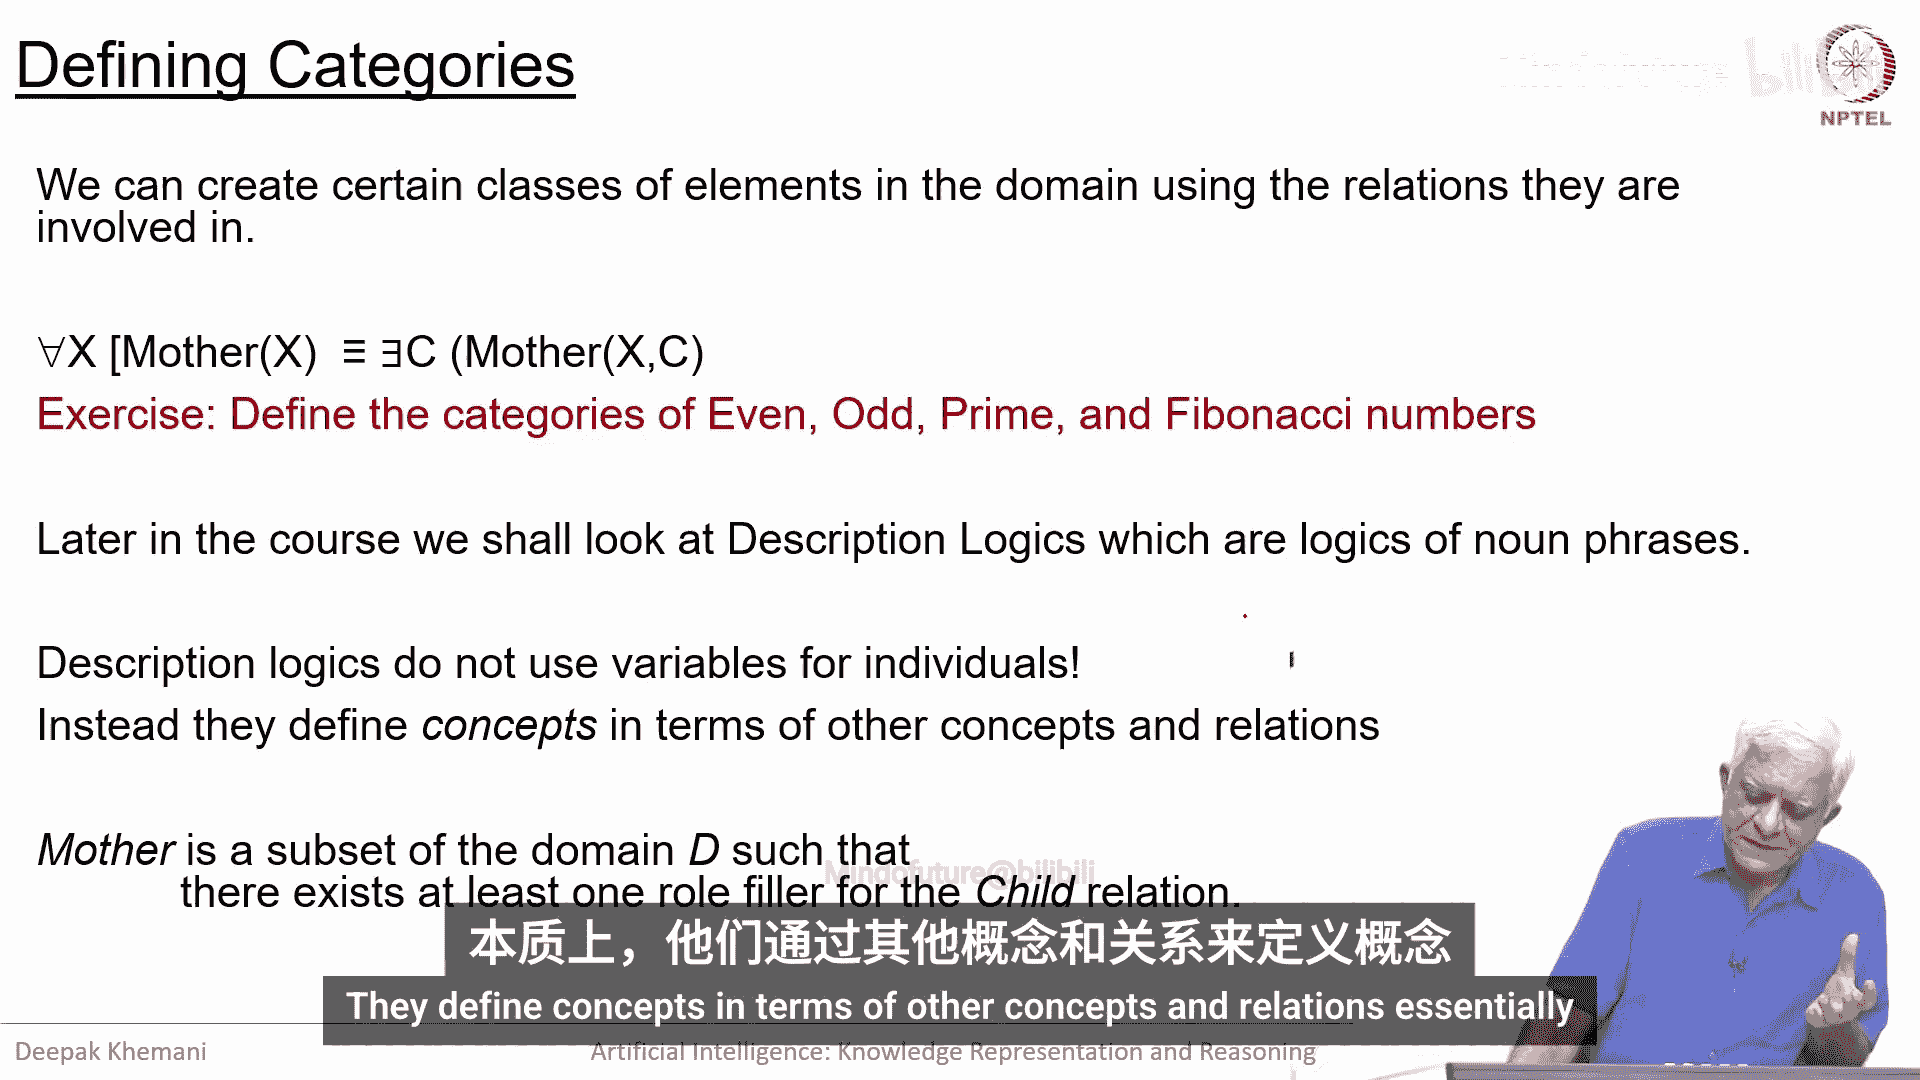 Defining Categories
NPTEL
We can create certain classes of elements in the domain using the relations they are
involved in.
∀X [Mother(X) ≡ ∃C (Mother(X,C)
Exercise: Define the categories of Even, Odd, Prime, and Fibonacci numbers
Later in the course we shall look at Description Logics which are logics of noun phrases.
Description logics do not use variables for individuals!
Instead they define concepts in terms of other concepts and relations
Mother is a subset of the domain D such that
Mindofuture@bilibili
there exists at least one role filler for the Child relation.
本质上，他们通过其他概念和关系来定义概念
They define concepts in terms of other concepts and relations essentially
Deepak Khemani
Artificial Intelligence: Knowledge Representation and Reasoning